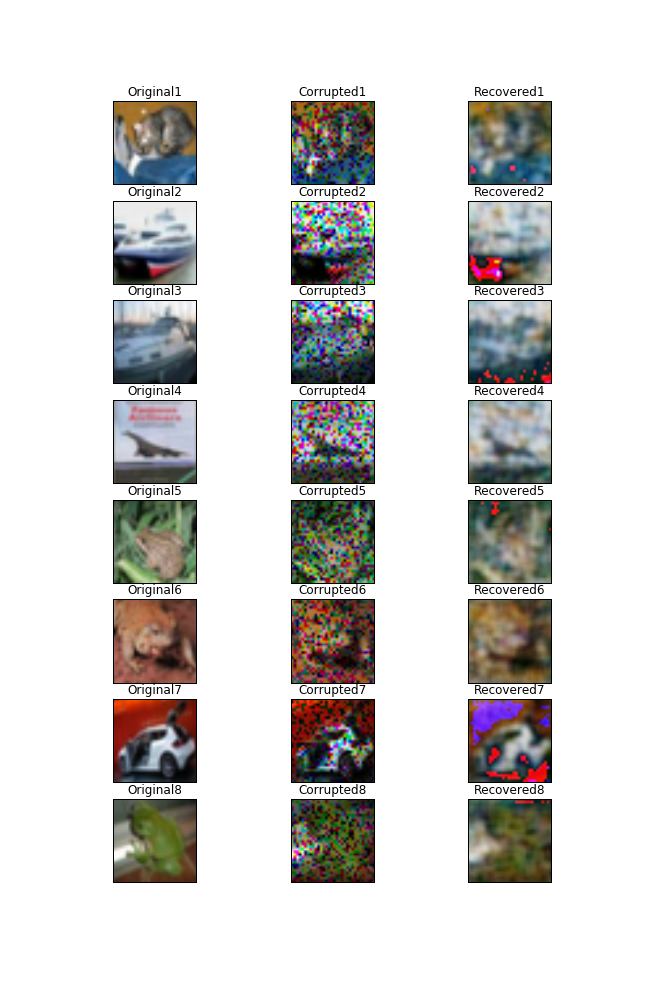 Original1 Corrupted1 Recovered1
Original2 Corrupted2 Recovered2
Original3 Corrupted3 Recovered3
Original4 Corrupted4 Recovered4
Original5 Corrupted5 Recovered5
Original6 Corrupted6 Recovered6
Original7 Corrupted7 Recovered7
Original8 Corrupted8 Recovered8